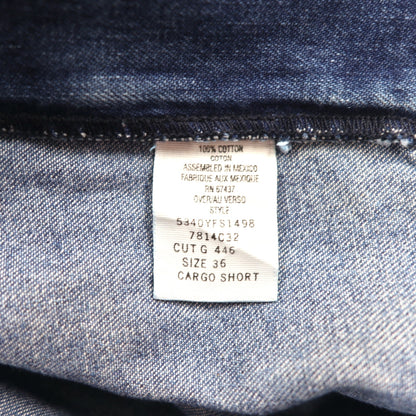 100% COTTON
COTON
ASSEMBLED IN MEXICO
FABRIQUE AUX MEXIQUE
RN 67437
OVER/AU VERSO
STYLE
5340YFS1498
7814C32
CUT G 446
SIZE 36
CARGO SHORT